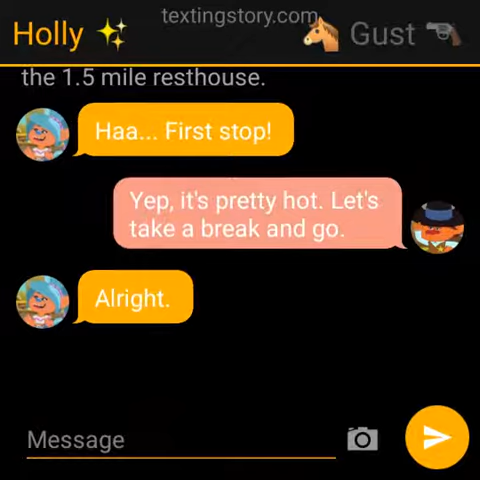 textingstory.com
Holly ✨ 🐴 Gust 🔫
the 1.5 mile resthouse.
Haa... First stop!
Yep, it's pretty hot. Let's
take a break and go.
Alright.
Message